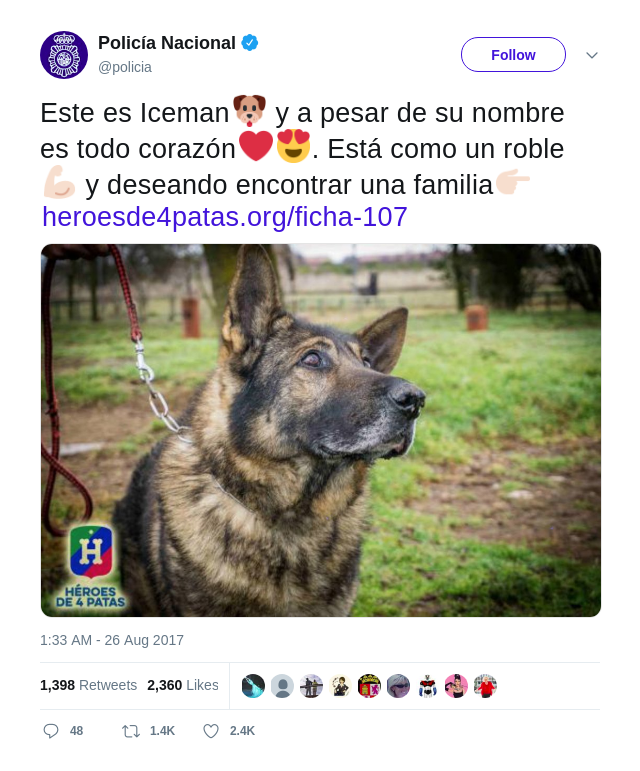 Policía Nacional
@policia
Follow
Este es Iceman🐶 y a pesar de su nombre
es todo corazón❤️😍. Está como un roble
💪🏻 y deseando encontrar una familia👉🏻
heroesde4patas.org/ficha-107
H
HÉROES
DE 4 PATAS
1:33 AM - 26 Aug 2017
1,398 Retweets 2,360 Likes
48 1.4K 2.4K